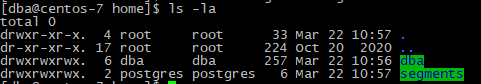 [dba@centos-7 home]$ ls -la
total 0
drwxr-xr-x.  4 root     root      33 Mar 22 10:57 .
dr-xr-xr-x. 17 root     root     224 Oct 20  2020 ..
drwxrwxrwx.  6 dba      dba      257 Mar 22 10:56 dba
drwxrwxrwx.  2 postgres postgres   6 Mar 22 10:57 segments